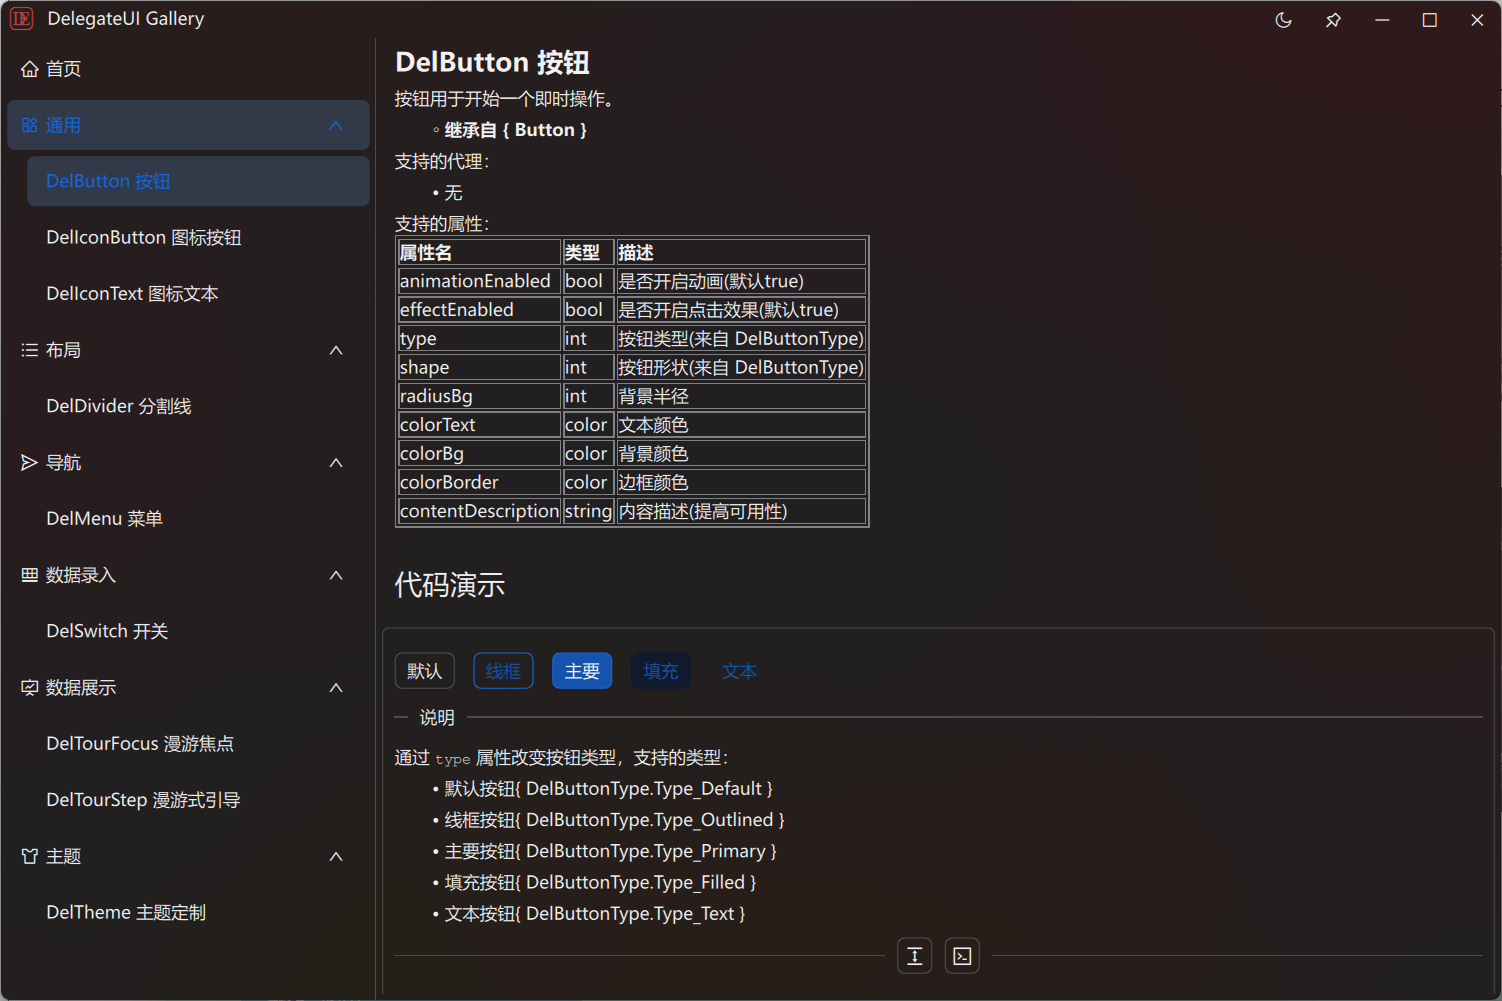 DelegateUI Gallery
首页
通用
DelButton 按钮
DelIconButton 图标按钮
DelIconText 图标文本
布局
DelDivider 分割线
导航
DelMenu 菜单
数据录入
DelSwitch 开关
数据展示
DelTourFocus 漫游焦点
DelTourStep 漫游式引导
主题
DelTheme 主题定制
DelButton 按钮
按钮用于开始一个即时操作。
◦ 继承自 { Button }
支持的代理：
• 无
支持的属性：
属性名 类型 描述
animationEnabled bool 是否开启动画(默认true)
effectEnabled bool 是否开启点击效果(默认true)
type int 按钮类型(来自 DelButtonType)
shape int 按钮形状(来自 DelButtonType)
radiusBg int 背景半径
colorText color 文本颜色
colorBg color 背景颜色
colorBorder color 边框颜色
contentDescription string 内容描述(提高可用性)
代码演示
默认 线框 主要 填充 文本
说明
通过 type 属性改变按钮类型，支持的类型：
• 默认按钮{ DelButtonType.Type_Default }
• 线框按钮{ DelButtonType.Type_Outlined }
• 主要按钮{ DelButtonType.Type_Primary }
• 填充按钮{ DelButtonType.Type_Filled }
• 文本按钮{ DelButtonType.Type_Text }